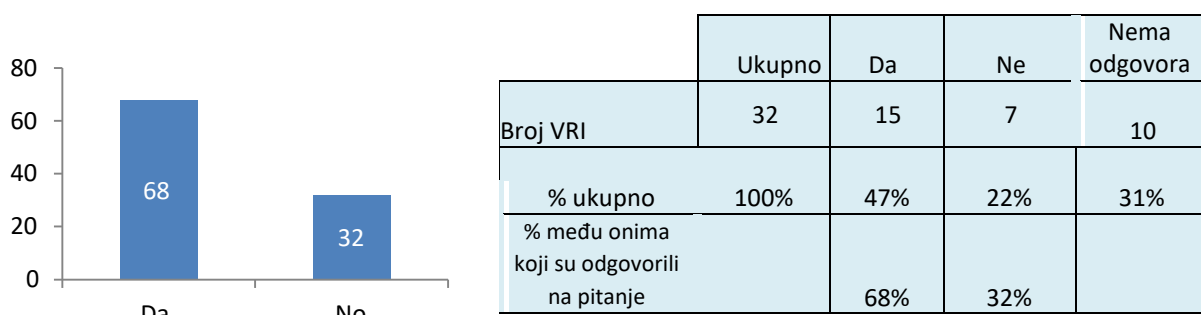 80
60
40
20
0
68
32
Da
Ne
Nema
odgovora
Ukupno Da Ne
Broj VRI 32 15 7 10
% ukupno 100% 47% 22% 31%
% među onima
koji su odgovorili
na pitanje 68% 32%